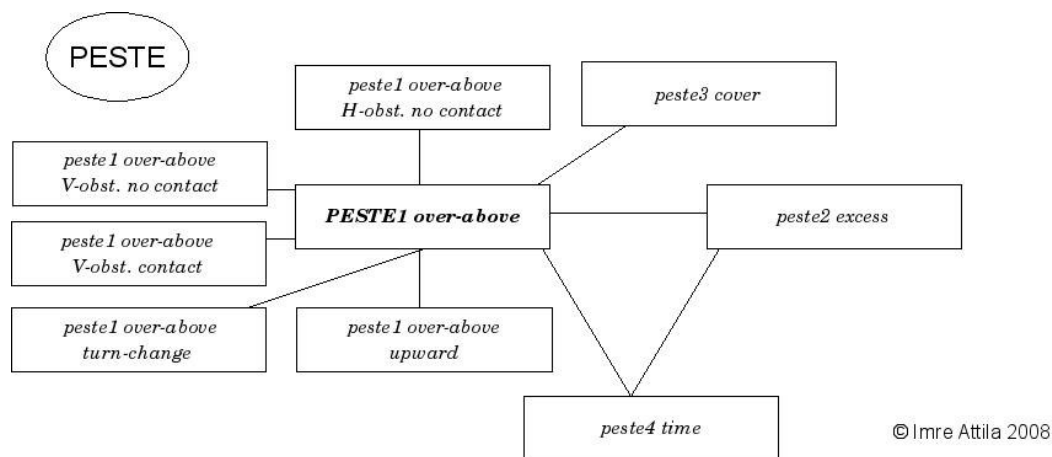 PESTE
peste1 over-above
H-obst. no contact
peste3 cover
peste1 over-above
V-obst. no contact
PESTE1 over-above
peste2 excess
peste1 over-above
V-obst. contact
peste1 over-above
turn-change
peste1 over-above
upward
peste4 time
© Imre Attila 2008